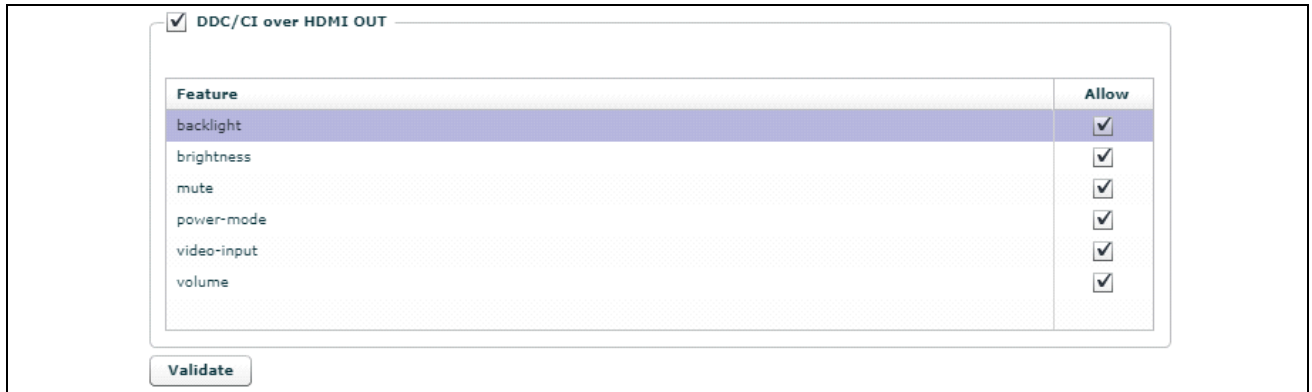 DDC/CI over HDMI OUT
Feature Allow
backlight
brightness
mute
power-mode
video-input
volume
Validate